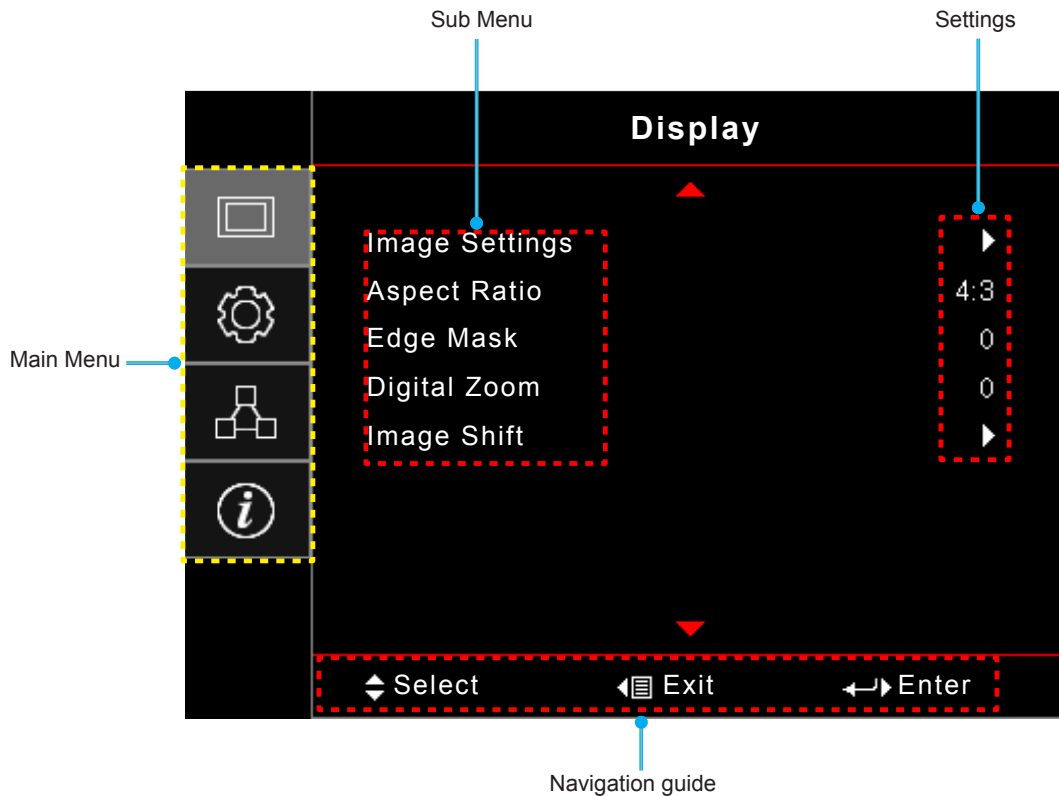 Sub Menu
Settings
Display
Image Settings
Aspect Ratio 4:3
Edge Mask 0
Main Menu
Digital Zoom 0
Image Shift
i
Select Exit Enter
Navigation guide